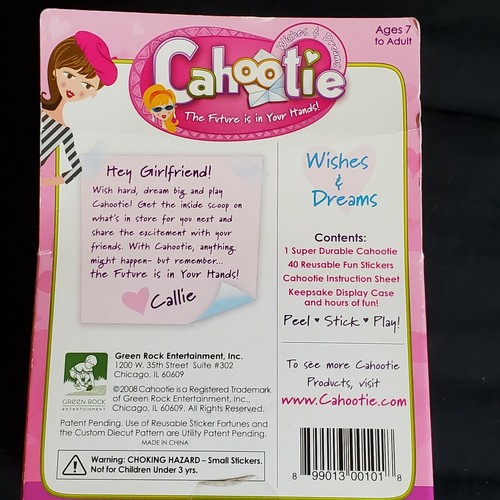 Ages 7
to Adult
Wishes & Dreams
Cahootie
The Future is in Your Hands!
Hey Girlfriend!
Wish hard, dream big and play
Cahootie! Get the inside scoop on
what's in store for you next and
share the excitement with your
friends. With Cahootie, anything
might happen- but remember...
the Future is in Your Hands!
Callie
Wishes
&
Dreams
Contents:
1 Super Durable Cahootie
40 Reusable Fun Stickers
Cahootie Instruction Sheet
Keepsake Display Case
and hours of fun!
Peel ♥ Stick ♥ Play!
To see more Cahootie
Products, visit
www.Cahootie.com
GREEN ROCK
ENTERTAINMENT
Green Rock Entertainment, Inc.
1200 W. 35th Street Suite #302
Chicago, IL 60609
©2008 Cahootie is a Registered Trademark
of Green Rock Entertainment, Inc.,
Chicago, IL 60609. All Rights Reserved.
Patent Pending. Use of Reusable Sticker Fortunes and
the Custom Diecut Pattern are Utility Patent Pending.
MADE IN CHINA
Warning: CHOKING HAZARD – Small Stickers.
Not for Children Under 3 yrs.
8 99013 00101 8